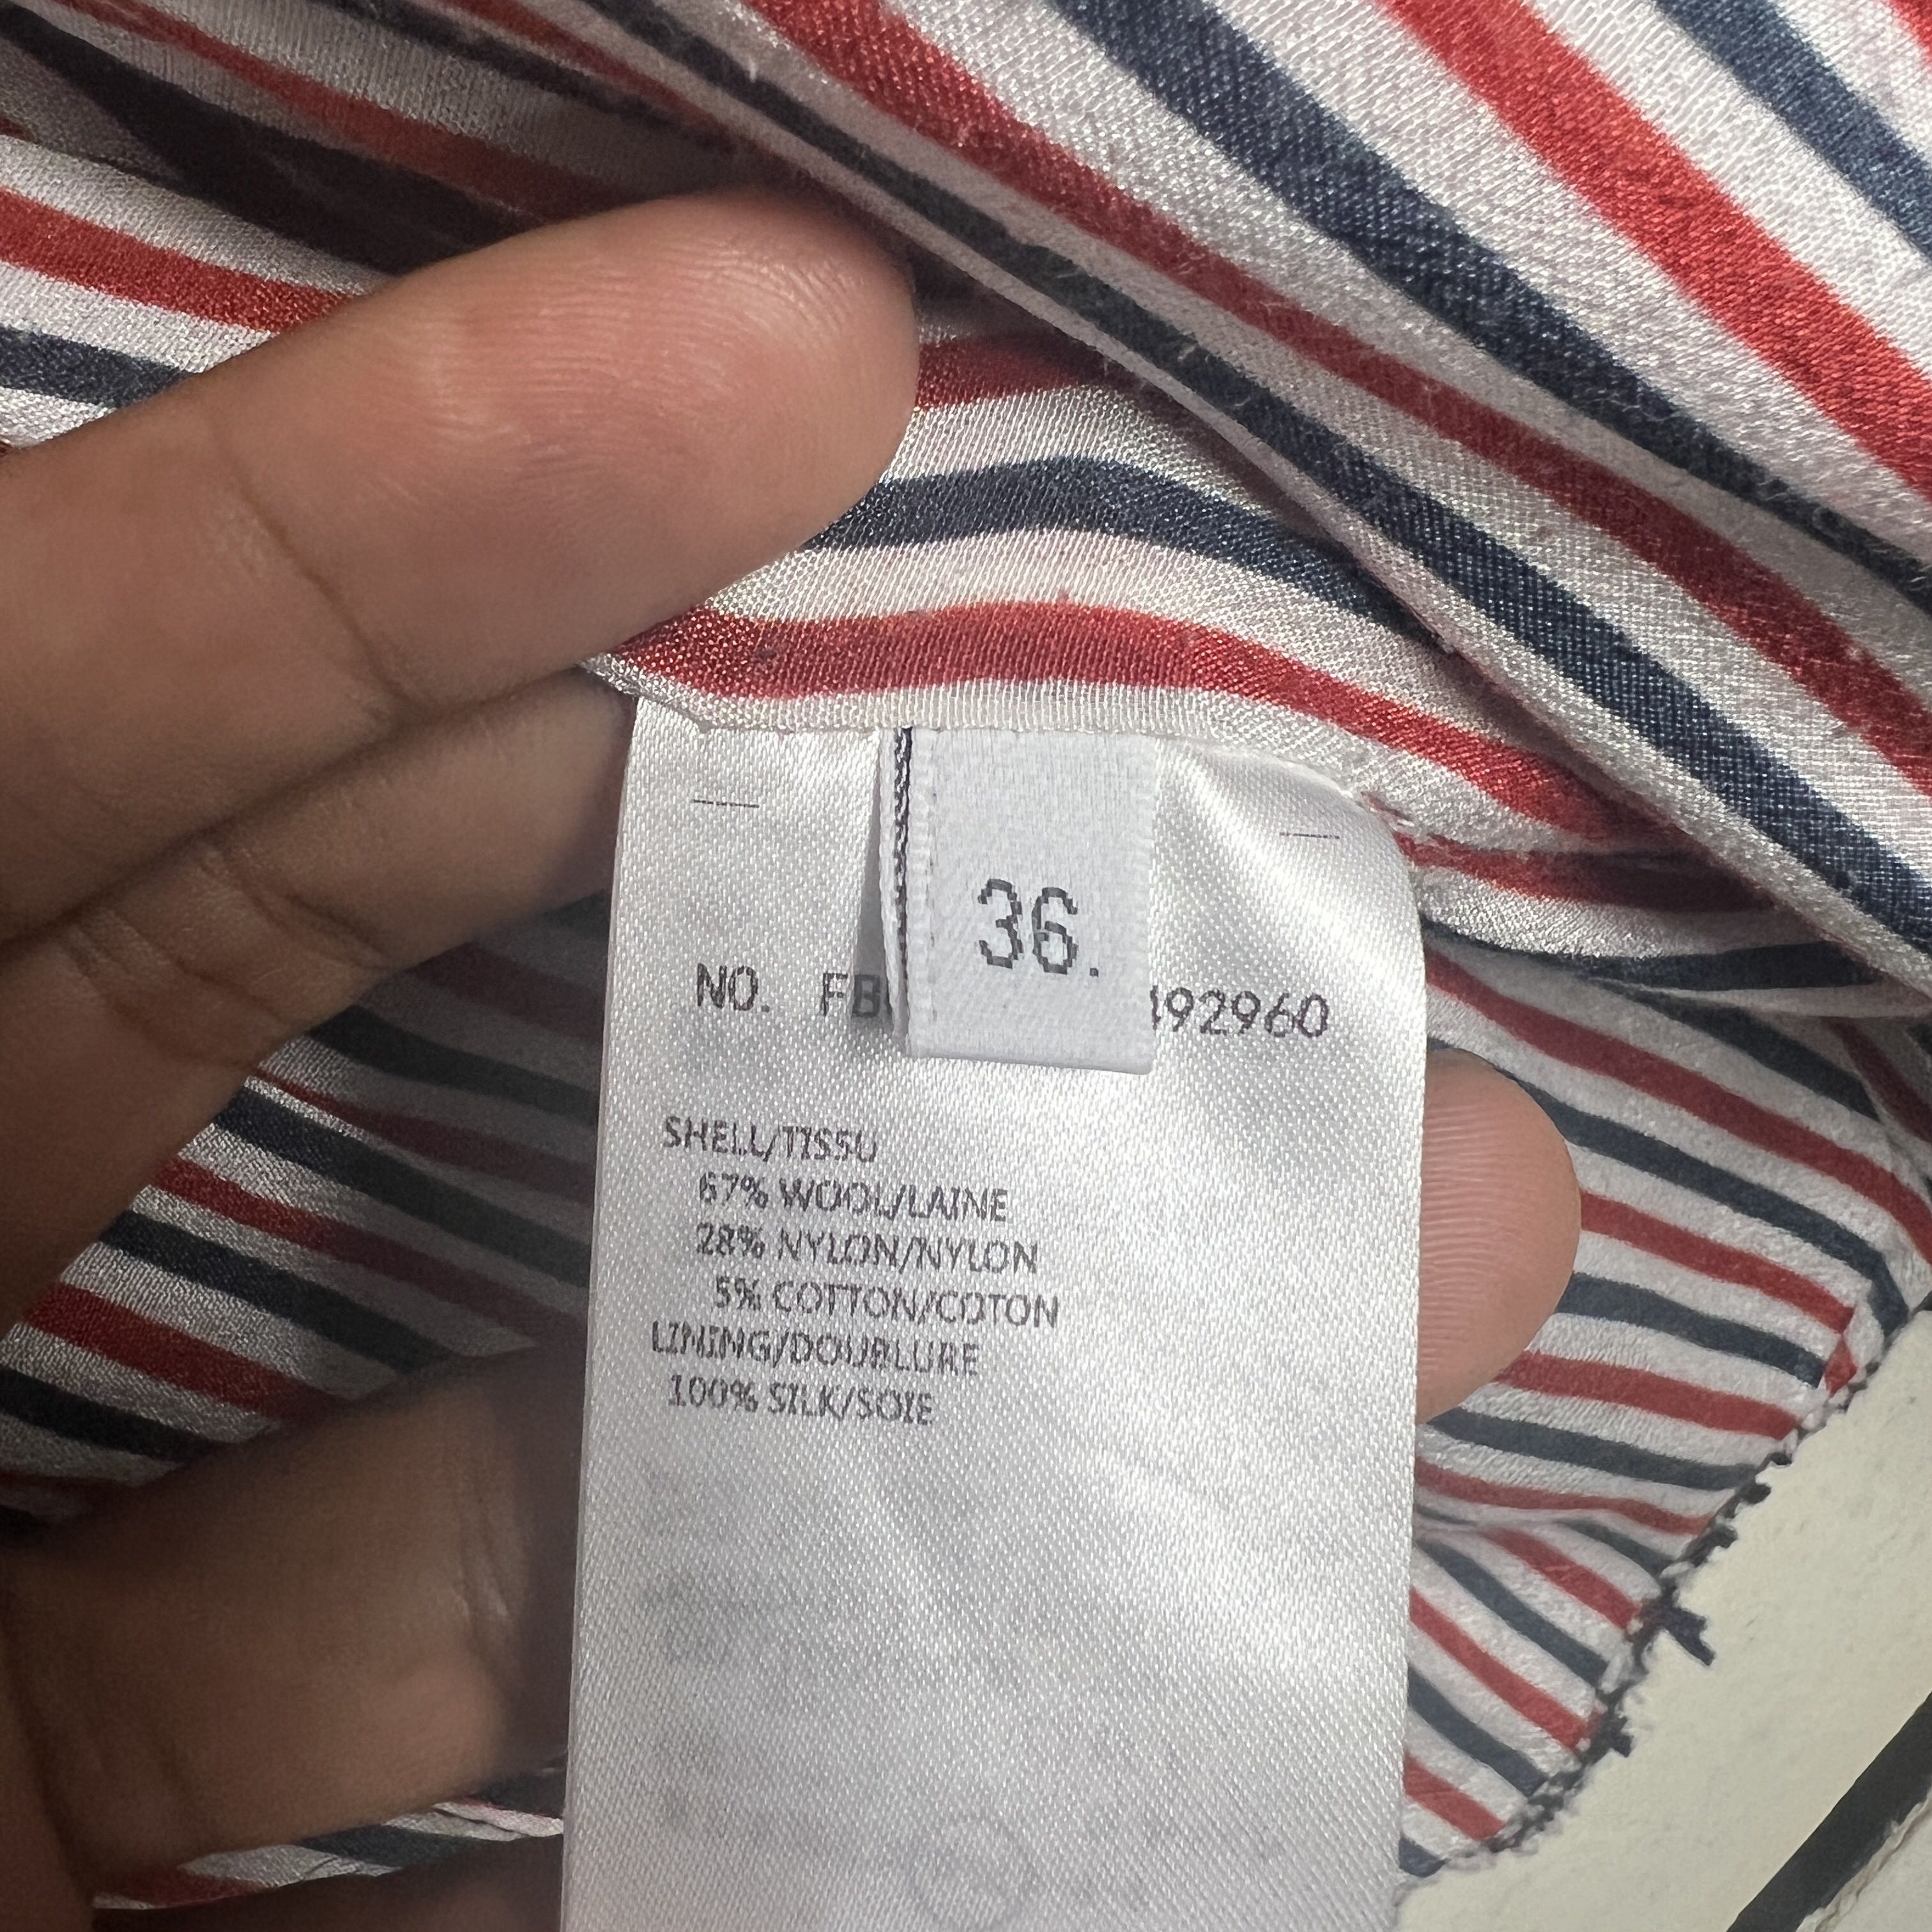 36.
NO. FB 492960
SHELL/TISSU
67% WOOL/LAINE
28% NYLON/NYLON
5% COTTON/COTON
LINING/DOUBLURE
100% SILK/SOIE